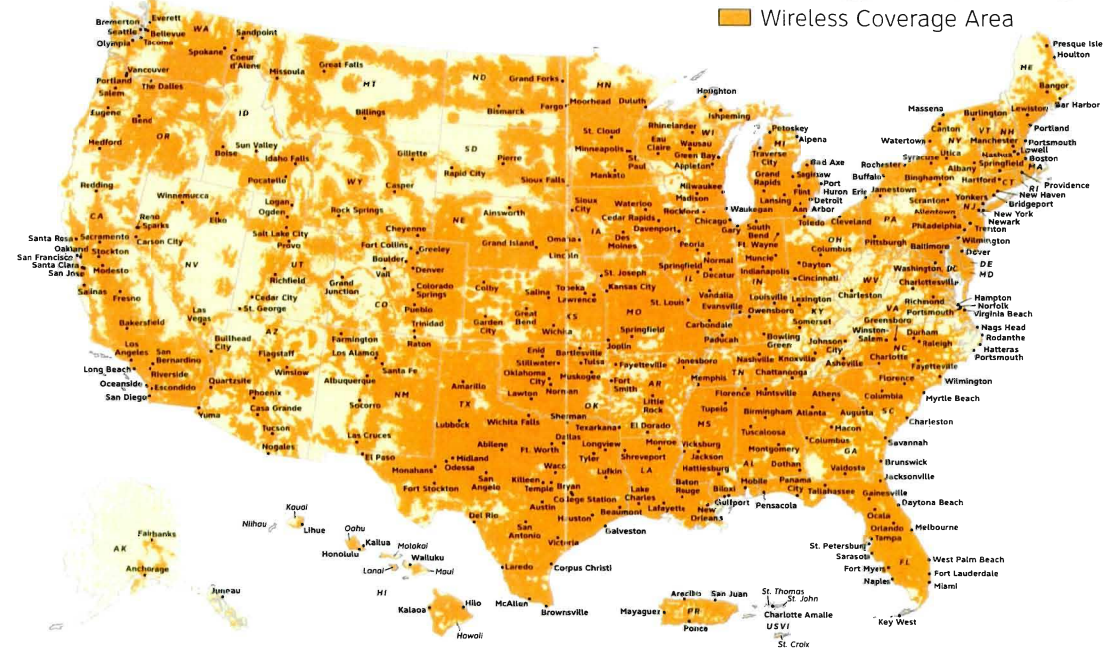 Wireless Coverage Area
Bremerton
Everett
Seattle
Bellevue
Olympia
Tacoma
WA
Spokane
Sandpoint
Coeur
d'Alene
Missoula
Great Falls
MT
ND
Grand Forks
MN
Presque Isle
Houlton
ME
Vancouver
Portland
The Dalles
Salem
Eugene
Bend
OR
Medford
ID
Billings
Bismarck
Fargo
Moorhead
Duluth
Houghton
Ishpeming
Bangor
Bar Harbor
Massena
Burlington
Lewiston
Canton
VT
NH
Portland
Boise
Sun Valley
Idaho Falls
Pocatello
Gillette
SD
Pierre
Rapid City
Sioux Falls
St. Cloud
Minneapolis
St.
Paul
Mankato
Rhinelander
WI
Eau
Claire
Wausau
Green Bay
Appleton
Petoskey
Alpena
MI
Traverse
City
Bad Axe
Grand
Rapids
Saginaw
Port
Huron
Flint
Lansing
Detroit
Ann Arbor
Watertown
NY
Manchester
Portsmouth
Nashua
Lowell
Boston
MA
Rochester
Syracuse
Utica
Albany
Springfield
Buffalo
Binghamton
Hartford
CT
RI
Providence
New Haven
Bridgeport
Erie
Jamestown
Scranton
Yonkers
NJ
New York
Newark
Allentown
Trenton
Redding
Winnemucca
CA
Reno
Sparks
Elko
Logan
Ogden
WY
Casper
Rock Springs
Cheyenne
NE
Ainsworth
Sioux
City
Waterloo
Cedar Rapids
IA
Des
Moines
Davenport
Milwaukee
Madison
Rockford
Waukegan
Chicago
Gary
South
Bend
Ft. Wayne
Toledo
Cleveland
PA
Philadelphia
Santa Rosa
Sacramento
Carson City
Oakland
Stockton
San Francisco
Santa Clara
San Jose
Modesto
NV
Salt Lake City
Provo
UT
Richfield
Fort Collins
Greeley
Boulder
Vail
Denver
Grand
Junction
Colorado
Springs
CO
Grand Island
Omaha
Lincoln
Peoria
Normal
Springfield
IL
Decatur
Muncie
Indianapolis
IN
OH
Columbus
Dayton
Cincinnati
Pittsburgh
Baltimore
Wilmington
Dover
DE
MD
Washington, DC
WV
Charlottesville
Salinas
Fresno
Las
Vegas
Cedar City
St. George
Pueblo
Trinidad
Colby
Salina
Topeka
Lawrence
St. Joseph
Kansas City
Great
Bend
Garden
City
KS
Wichita
MO
St. Louis
Springfield
Joplin
Vandalia
Evansville
Louisville
Owensboro
Lexington
KY
Somerset
Charleston
VA
Richmond
Portsmouth
Hampton
Norfolk
Virginia Beach
Carbondale
Paducah
Bowling
Green
Johnson
City
Greensboro
Winston-
Salem
Durham
Raleigh
NC
Nags Head
Rodanthe
Hatteras
Portsmouth
Bakersfield
Bullhead
City
AZ
Farmington
Raton
Los
Angeles
San
Bernardino
Long Beach
Riverside
Oceanside
Escondido
San Diego
Flagstaff
Winslow
Los Alamos
Santa Fe
Albuquerque
Enid
Stillwater
Bartlesville
Tulsa
Oklahoma
City
Muskogee
Norman
Fayetteville
Fort
Smith
AR
Jonesboro
Memphis
Nashville
Knoxville
TN
Chattanooga
Asheville
Charlotte
Fayetteville
Florence
Wilmington
Myrtle Beach
Quartzsite
Phoenix
Casa Grande
Yuma
Tucson
Nogales
NM
Socorro
Las Cruces
El Paso
Amarillo
TX
Lawton
OK
Lubbock
Wichita Falls
Sherman
Texarkana
Little
Rock
El Dorado
Florence
Huntsville
Tupelo
MS
Birmingham
Atlanta
Athens
Columbia
Augusta
SC
Charleston
Tuscaloosa
Macon
Columbus
GA
Savannah
Abilene
Ft. Worth
Dallas
Longview
Tyler
Monroe
Shreveport
LA
Vicksburg
Jackson
Hattiesburg
Montgomery
AL
Dothan
Valdosta
Brunswick
Midland
Odessa
Monahans
San
Angelo
Fort Stockton
Waco
Killeen
Temple
Bryan
College Station
Lufkin
Lake
Charles
Baton
Rouge
Lafayette
Biloxi
Mobile
Panama
City
Tallahassee
Jacksonville
Gainesville
Daytona Beach
Austin
Houston
Beaumont
New
Orleans
Gulfport
Pensacola
Ocala
Orlando
Melbourne
Del Rio
San
Antonio
Galveston
Victoria
St. Petersburg
Tampa
Sarasota
FL
West Palm Beach
Fort Myers
Fort Lauderdale
Naples
Miami
Key West
Laredo
Corpus Christi
McAllen
Brownsville
Fairbanks
AK
Anchorage
Juneau
Kauai
Niihau
Lihue
Oahu
Kailua
Honolulu
Molokai
Wailuku
Lanai
Maui
HI
Kalaoa
Hilo
Hawaii
Arecibo
San Juan
Mayaguez
PR
Ponce
St. Thomas
St. John
Charlotte Amalie
USVI
St. Croix